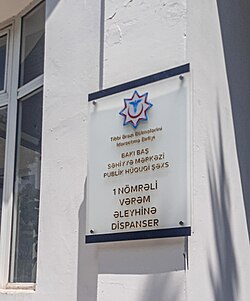 Tibbi Ərazi Bölmələrini
İdarəetmə Birliyi
BAKI BAŞ
SƏHİYYƏ MƏRKƏZİ
PUBLİK HÜQUQİ ŞƏXS
1 NÖMRƏLİ
VƏRƏM
ƏLEYHİNƏ
DİSPANSER